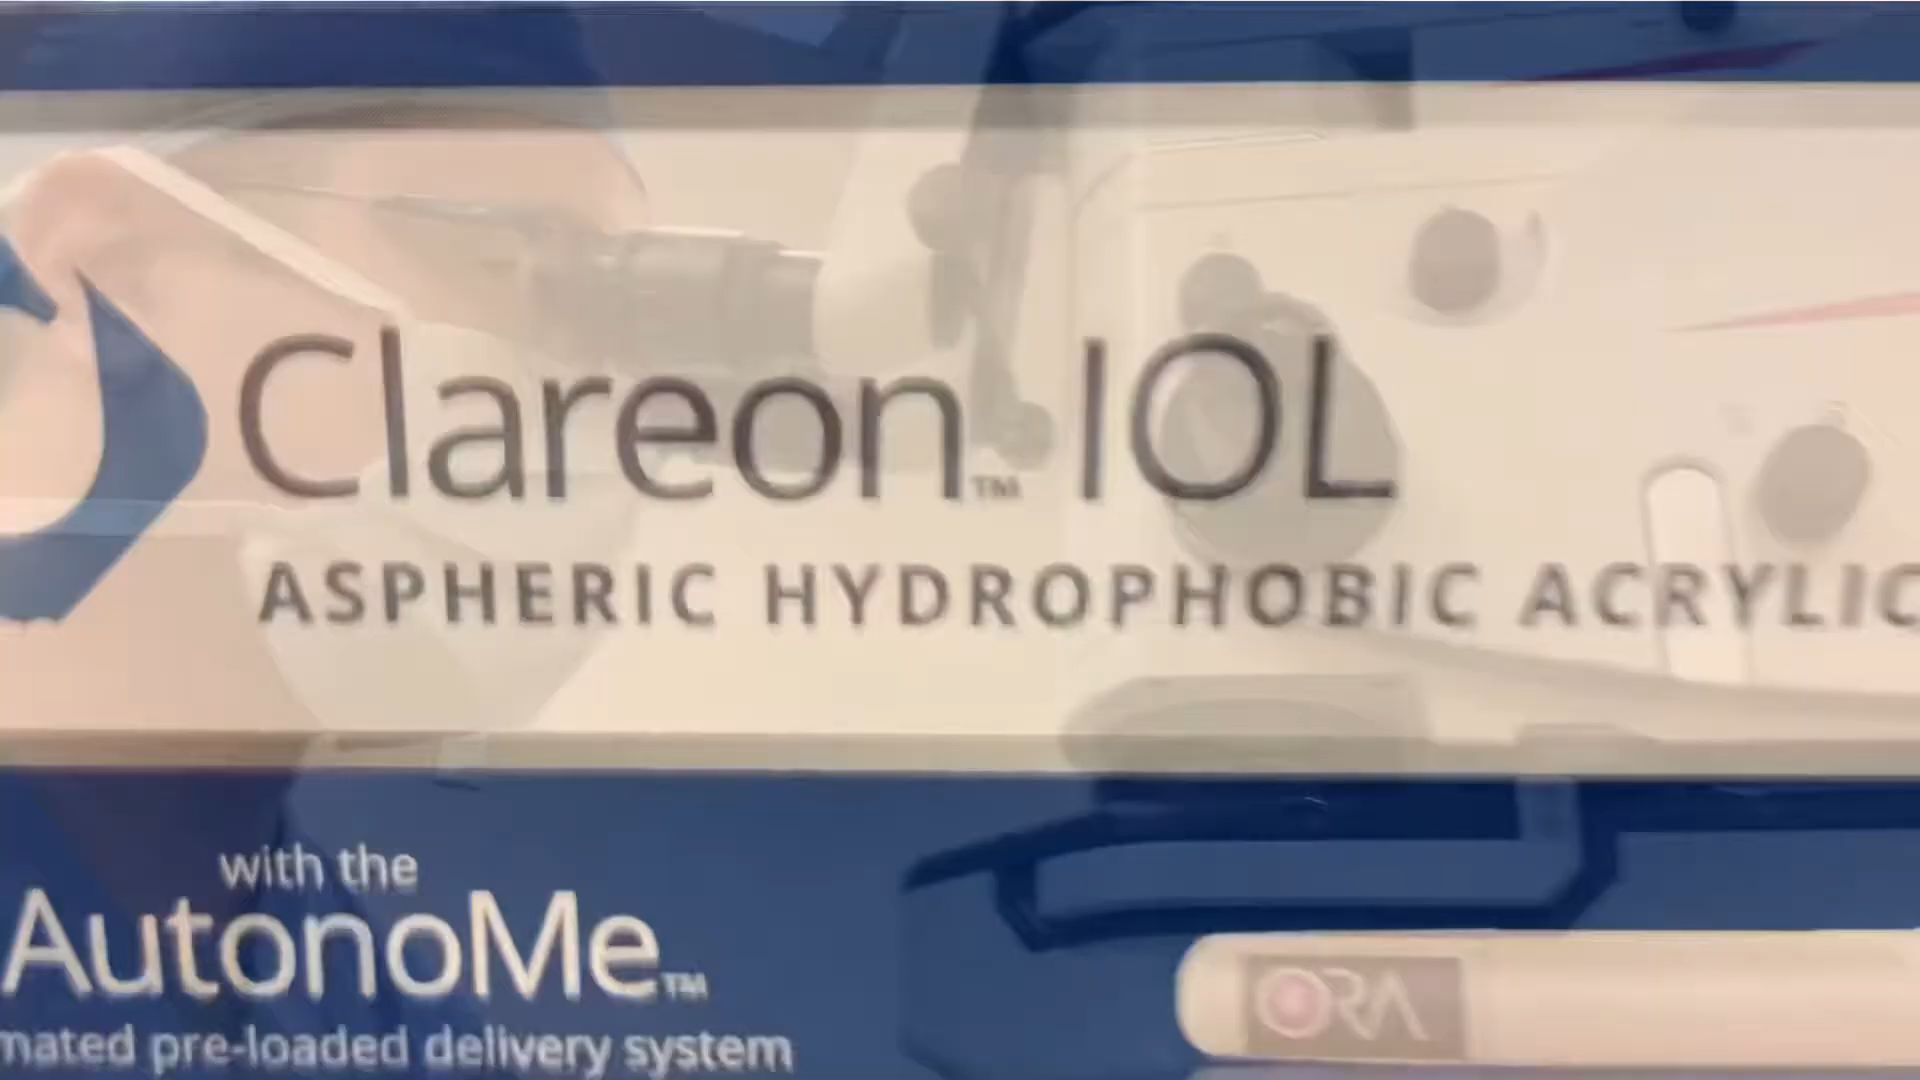 Clareon™ IOL
ASPHERIC HYDROPHOBIC ACRYLIC
with the
AutonoMe™
mated pre-loaded delivery system
ORA